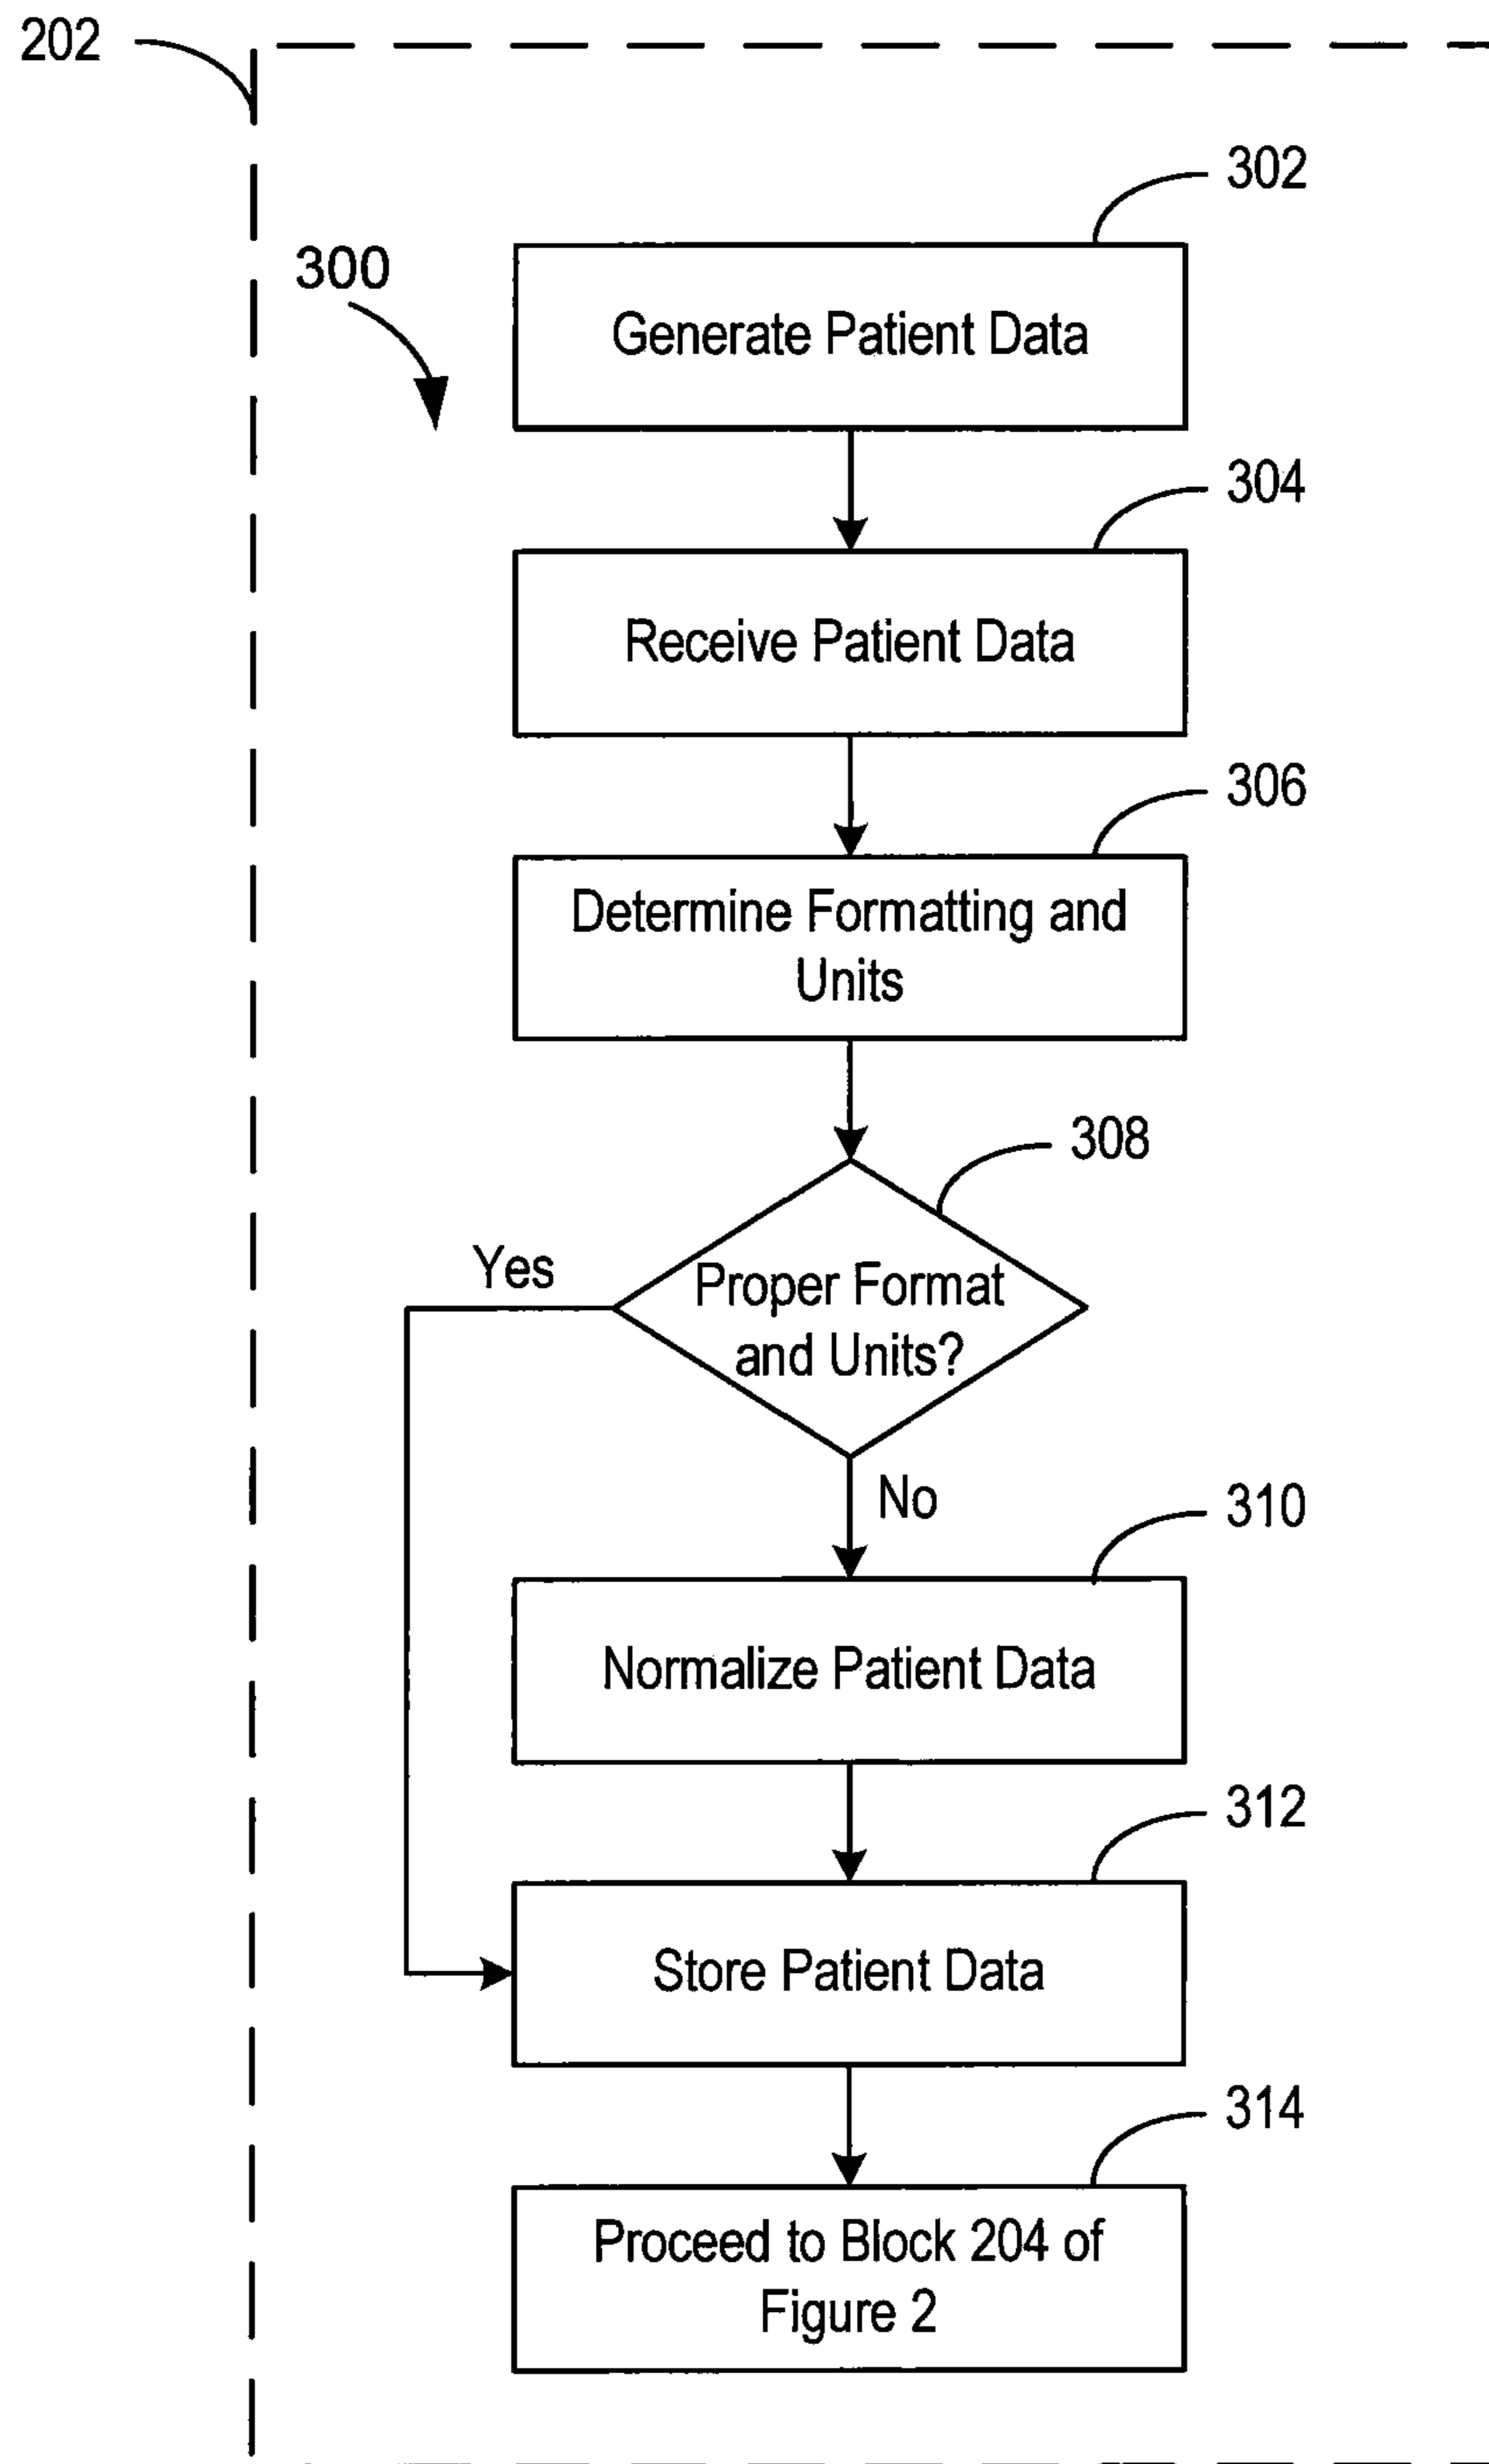 202
302
300
Generate Patient Data
304
Receive Patient Data
306
Determine Formatting and
Units
308
Yes
Proper Format
and Units?
No
310
Normalize Patient Data
312
Store Patient Data
314
Proceed to Block 204 of
Figure 2